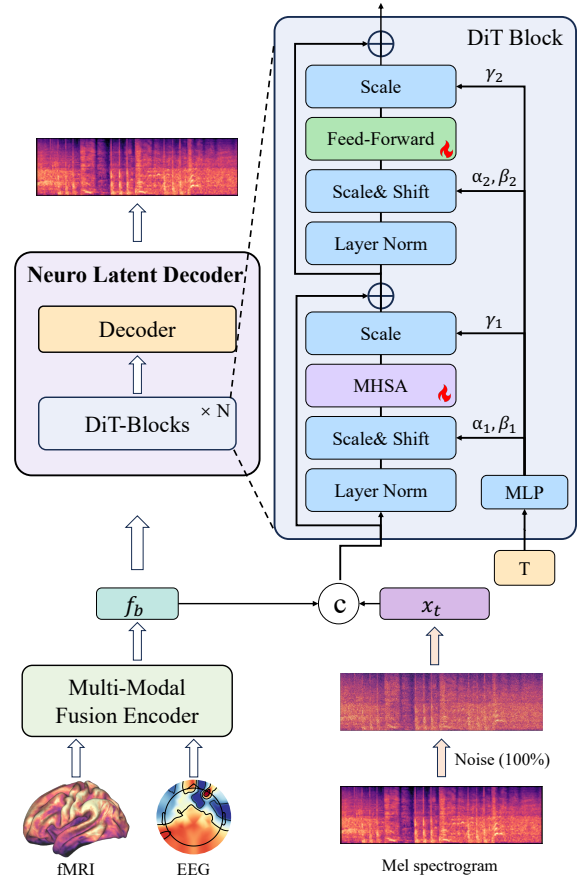 DiT Block
Scale
γ₂
Feed-Forward
Scale& Shift
α₂, β₂
Layer Norm
Neuro Latent Decoder
Decoder
DiT-Blocks × N
Scale
γ₁
MHSA
Scale& Shift
α₁, β₁
Layer Norm
MLP
T
f_b
c
x_t
Multi-Modal
Fusion Encoder
Noise (100%)
fMRI
EEG
Mel spectrogram